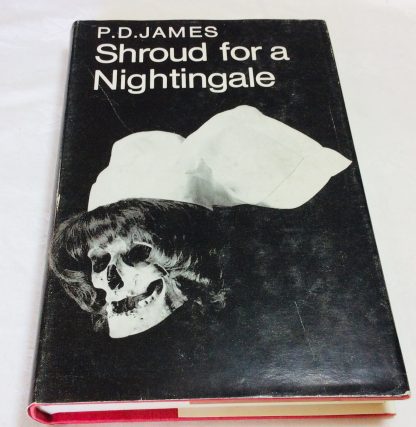 P.D.JAMES
Shroud for a
Nightingale